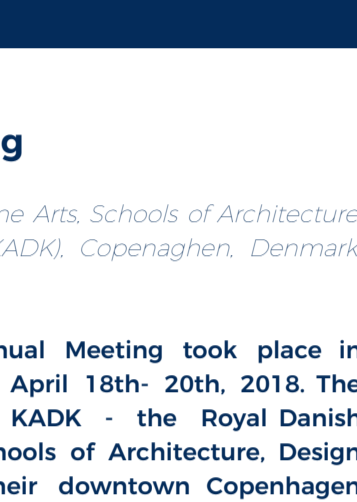 g
ne Arts, Schools of Architecture
KADK), Copenaghen, Denmark
nual Meeting took place in
April 18th- 20th, 2018. The
KADK - the Royal Danish
hools of Architecture, Design
heir downtown Copenhagen